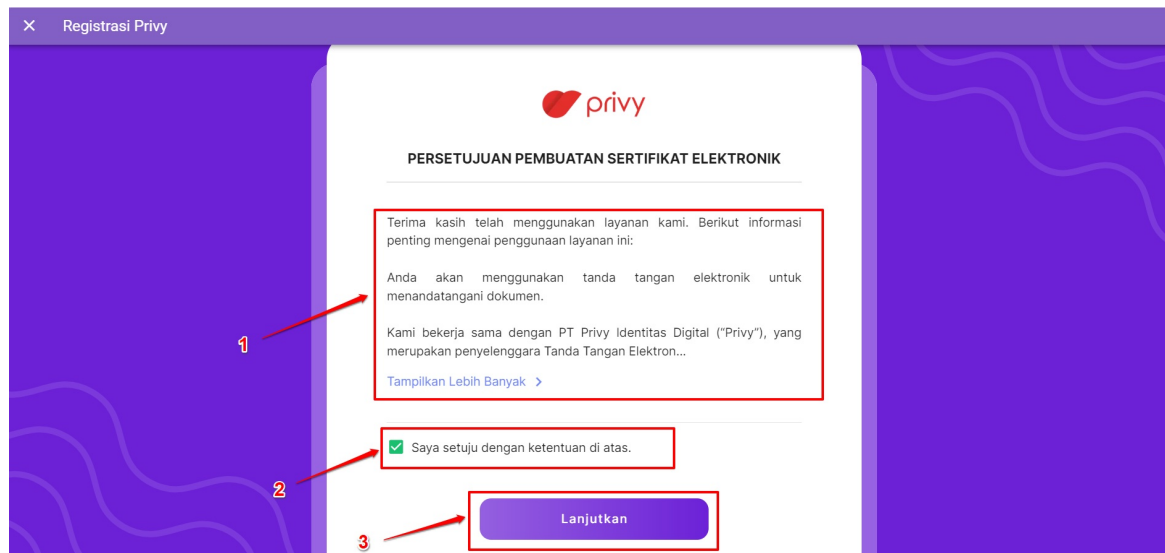 × Registrasi Privy
privy
PERSETUJUAN PEMBUATAN SERTIFIKAT ELEKTRONIK
Terima kasih telah menggunakan layanan kami. Berikut informasi
penting mengenai penggunaan layanan ini:
Anda akan menggunakan tanda tangan elektronik untuk
menandatangani dokumen.
Kami bekerja sama dengan PT Privy Identitas Digital (“Privy”), yang
merupakan penyelenggara Tanda Tangan Elektron...
Tampilkan Lebih Banyak >
1
Saya setuju dengan ketentuan di atas.
2
Lanjutkan
3